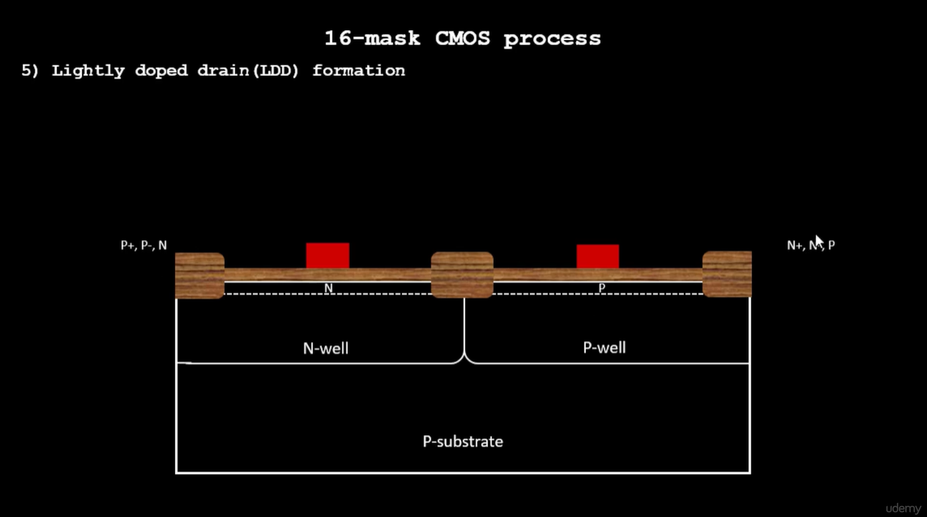 16-mask CMOS process
5) Lightly doped drain(LDD) formation
P+, P-, N
N+, N-, P
N
P
N-well
P-well
P-substrate
udemy